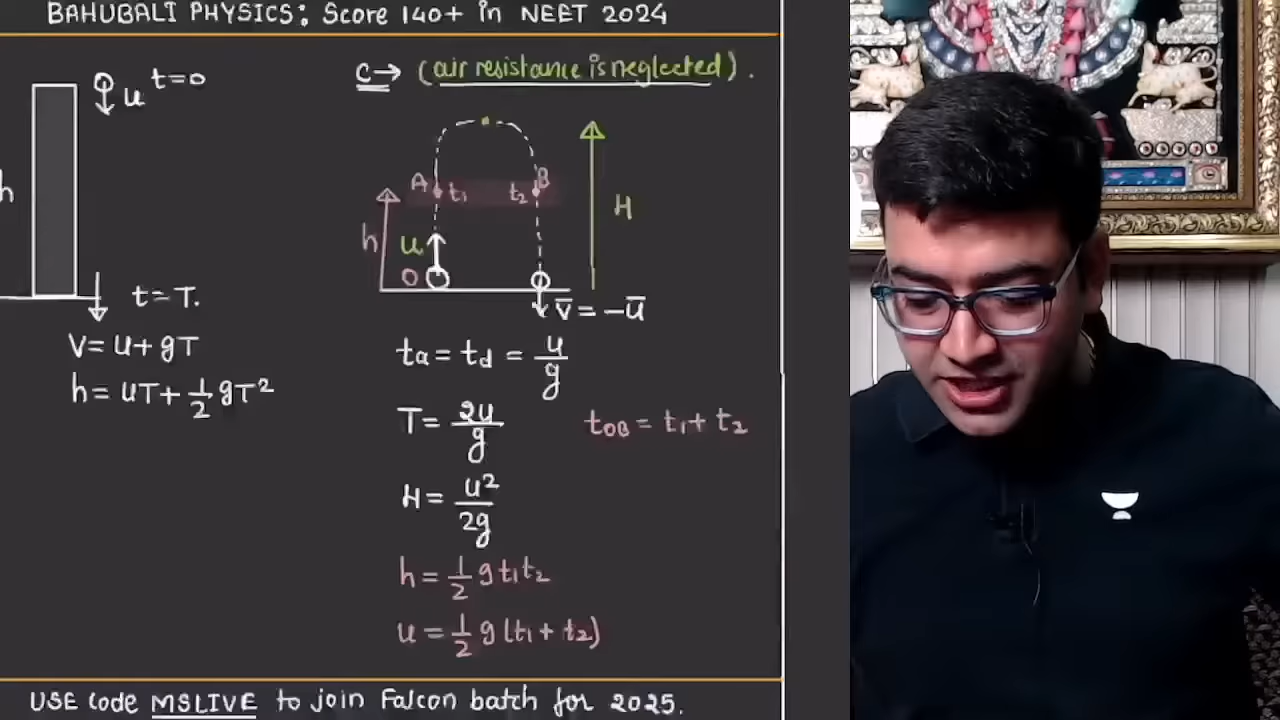 BAHUBALI PHYSICS: Score 140+ in NEET 2024
u t=0
h
t=T.
V= u+gT
h= uT+½gT²
C→ (air resistance is neglected).
A t₁ t₂ B
h u H
O
v̅ = -u̅
ta = td = u/g
T= 2u/g
tOB = t₁+ t₂
H= u²/2g
h= ½ g t₁t₂
u = ½ g (t₁ + t₂)
USE Code MSLIVE to join Falcon batch for 2025.